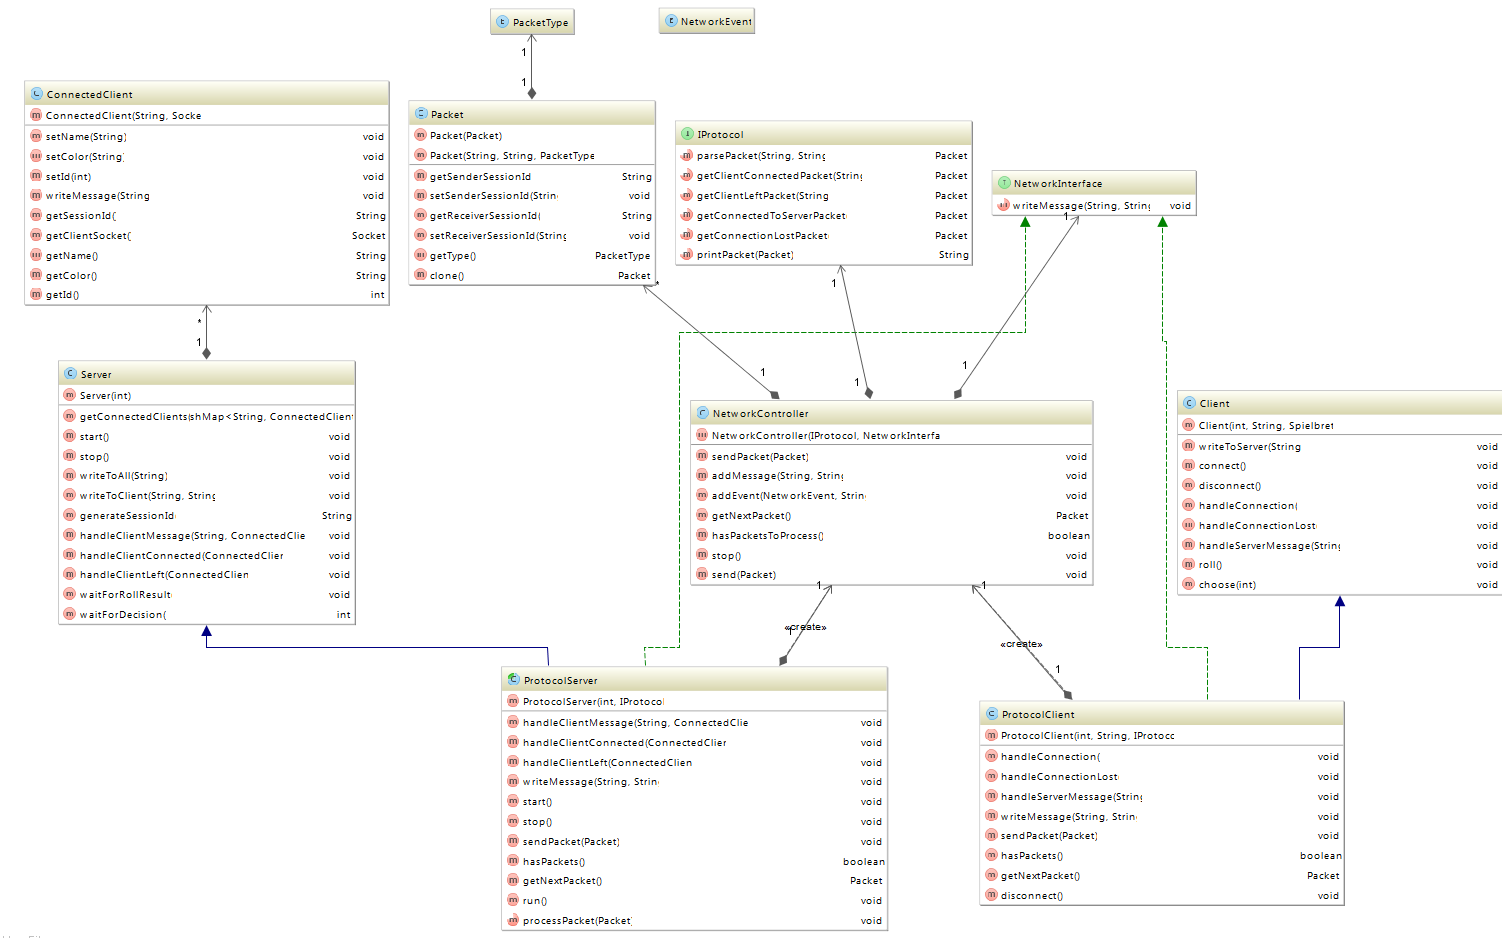 PacketType
NetworkEvent
1
1
ConnectedClient
ConnectedClient(String, Socke
setName(String) void
setColor(String) void
setId(int) void
writeMessage(String void
getSessionId( String
getClientSocket( Socket
getName() String
getColor() String
getId() int
Packet
Packet(Packet)
Packet(String, String, PacketType
getSenderSessionId String
setSenderSessionId(Strin void
getReceiverSessionId( String
setReceiverSessionId(String void
getType() PacketType
clone() Packet
IProtocol
parsePacket(String, String Packet
getClientConnectedPacket(String Packet
getClientLeftPacket(String Packet
getConnectedToServerPacket Packet
getConnectionLostPacket Packet
printPacket(Packet) String
NetworkInterface
writeMessage(String, String void
1
*
1
*
1
1
1
1
1
Server
Server(int)
getConnectedClients(shMap<String, ConnectedClient
start() void
stop() void
writeToAll(String) void
writeToClient(String, String void
generateSessionId String
handleClientMessage(String, ConnectedClie void
handleClientConnected(ConnectedClier void
handleClientLeft(ConnectedClien void
waitForRollResult void
waitForDecision( int
NetworkController
NetworkController(IProtocol, NetworkInterfa
sendPacket(Packet) void
addMessage(String, String void
addEvent(NetworkEvent, Strin void
getNextPacket() Packet
hasPacketsToProcess() boolean
stop() void
send(Packet) void
Client
Client(int, String, Spielbret
writeToServer(String void
connect() void
disconnect() void
handleConnection( void
handleConnectionLost void
handleServerMessage(String void
roll() void
choose(int) void
1
1
«create»
1
«create»
1
ProtocolServer
ProtocolServer(int, IProtocol
handleClientMessage(String, ConnectedClie void
handleClientConnected(ConnectedClier void
handleClientLeft(ConnectedClien void
writeMessage(String, Strin void
start() void
stop() void
sendPacket(Packet) void
hasPackets() boolean
getNextPacket() Packet
run() void
processPacket(Packet void
ProtocolClient
ProtocolClient(int, String, IProtocc
handleConnection( void
handleConnectionLost void
handleServerMessage(String void
writeMessage(String, Strin void
sendPacket(Packet) void
hasPackets() boolean
getNextPacket() Packet
disconnect() void